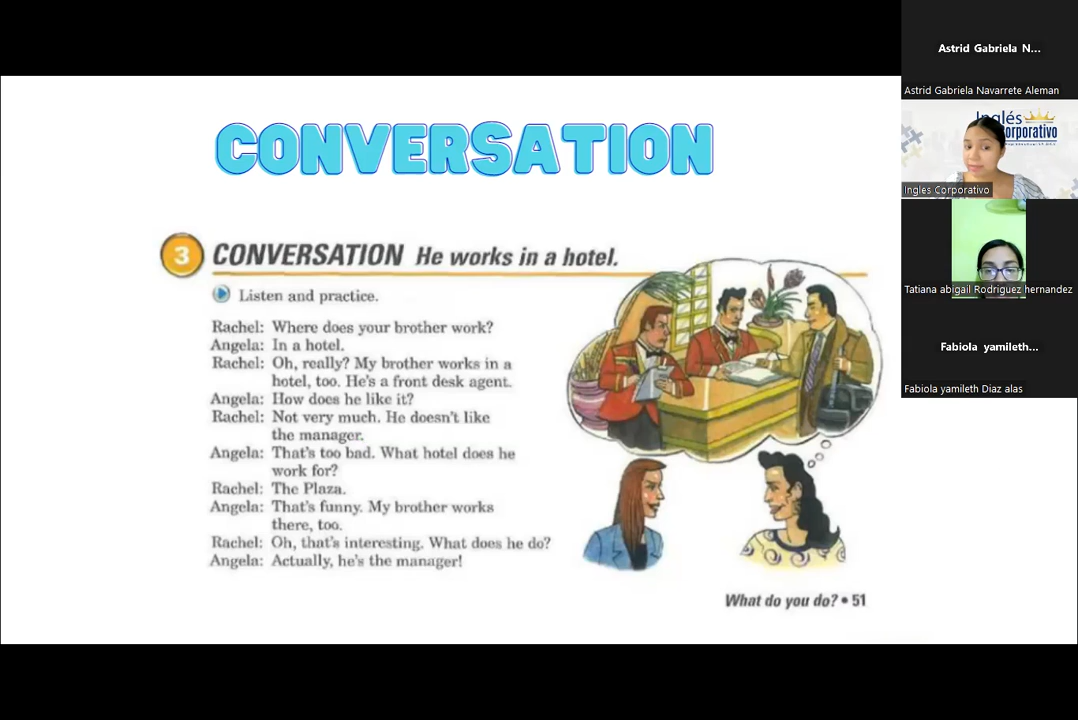 CONVERSATION
3 CONVERSATION He works in a hotel.
Listen and practice.
Rachel: Where does your brother work?
Angela: In a hotel.
Rachel: Oh, really? My brother works in a
hotel, too. He's a front desk agent.
Angela: How does he like it?
Rachel: Not very much. He doesn't like
the manager.
Angela: That's too bad. What hotel does he
work for?
Rachel: The Plaza.
Angela: That's funny. My brother works
there, too.
Rachel: Oh, that's interesting. What does he do?
Angela: Actually, he's the manager!
What do you do? • 51
Astrid Gabriela N...
Astrid Gabriela Navarrete Aleman
Inglés
Corporativo
Ingles Corporativo
Tatiana abigail Rodriguez hernandez
Fabiola yamileth...
Fabiola yamileth Diaz alas